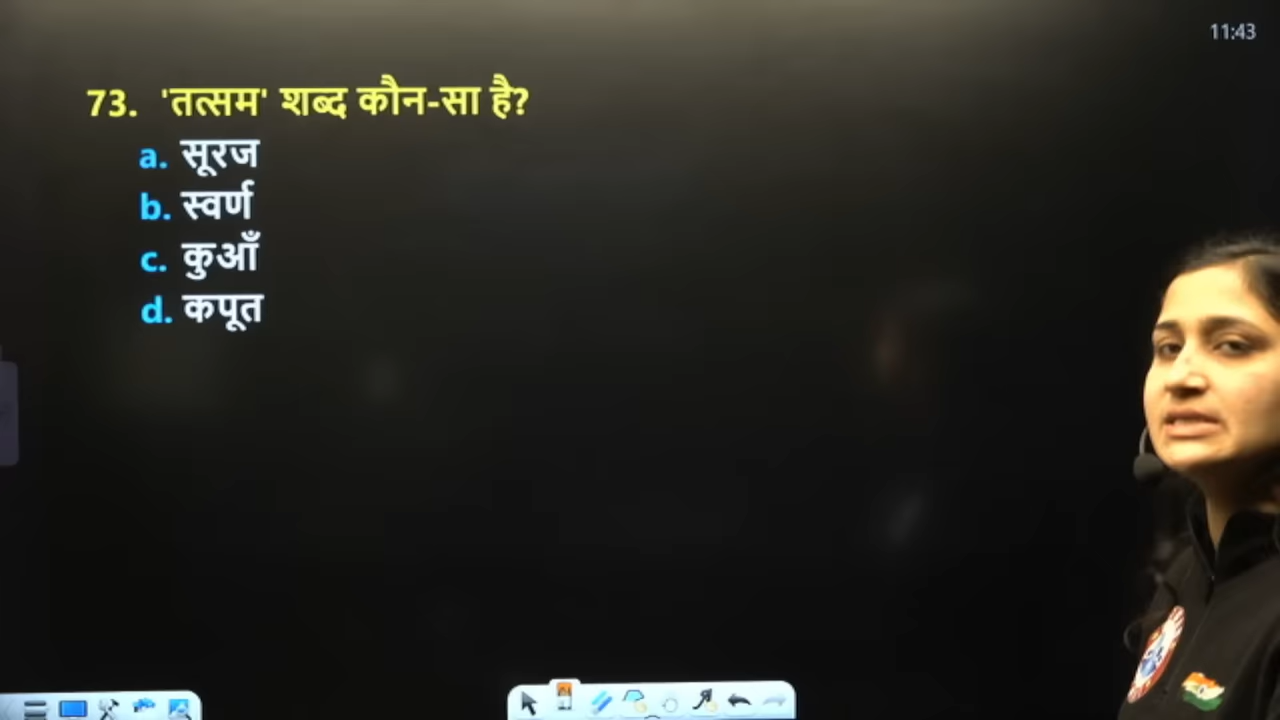 11:43
73. 'तत्सम' शब्द कौन-सा है?
a. सूरज
b. स्वर्ण
c. कुआँ
d. कपूत